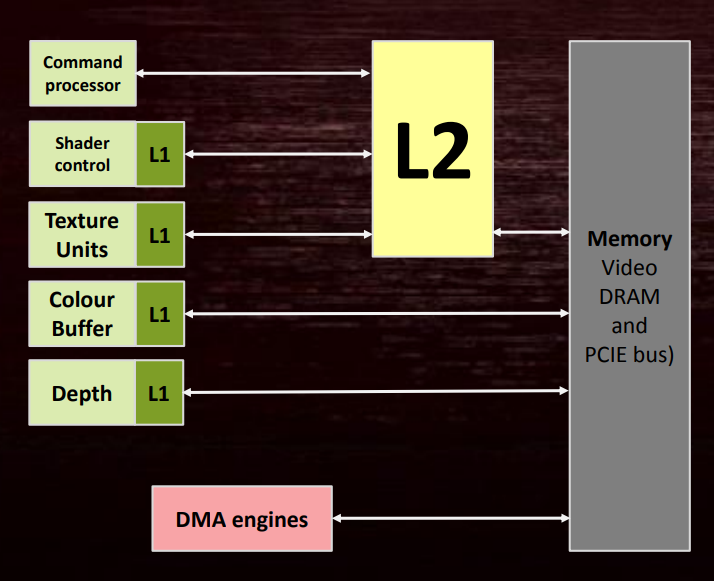 Command
processor
Shader
control
L1
Texture
Units
L1
Colour
Buffer
L1
Depth
L1
L2
DMA engines
Memory
Video
DRAM
and
PCIE bus)